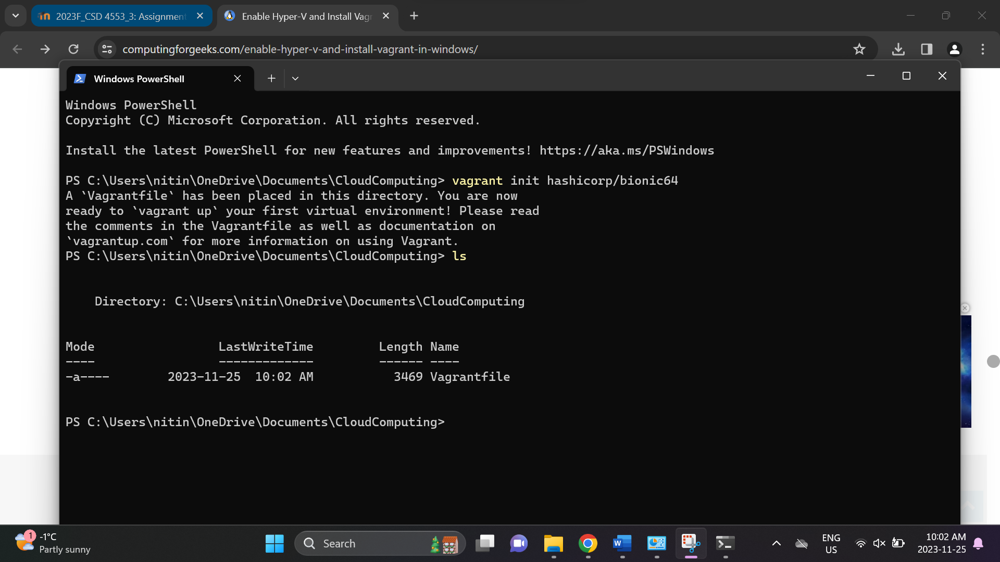 2023F_CSD 4553_3: Assignment
Enable Hyper-V and Install Vagr
computingforgeeks.com/enable-hyper-v-and-install-vagrant-in-windows/
Windows PowerShell
Windows PowerShell
Copyright (C) Microsoft Corporation. All rights reserved.
Install the latest PowerShell for new features and improvements! https://aka.ms/PSWindows
PS C:\Users\nitin\OneDrive\Documents\CloudComputing> vagrant init hashicorp/bionic64
A `Vagrantfile` has been placed in this directory. You are now
ready to `vagrant up` your first virtual environment! Please read
the comments in the Vagrantfile as well as documentation on
`vagrantup.com` for more information on using Vagrant.
PS C:\Users\nitin\OneDrive\Documents\CloudComputing> ls
Directory: C:\Users\nitin\OneDrive\Documents\CloudComputing
Mode LastWriteTime Length Name
---- ------------- ------ ----
-a---- 2023-11-25 10:02 AM 3469 Vagrantfile
PS C:\Users\nitin\OneDrive\Documents\CloudComputing>
1
-1°C
Partly sunny
Search
W
ENG
US
10:02 AM
2023-11-25